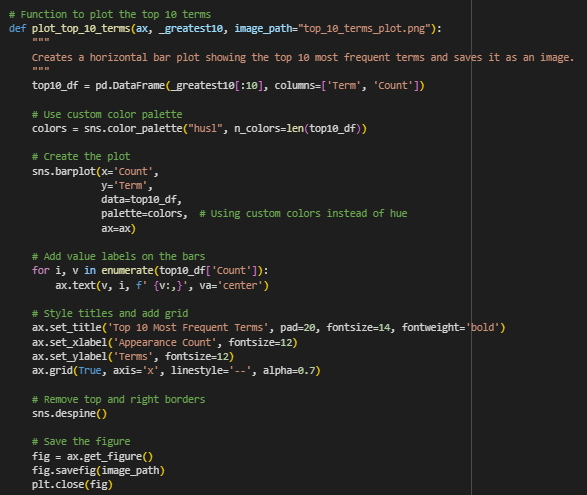 # Function to plot the top 10 terms
def plot_top_10_terms(ax, _greatest10, image_path="top_10_terms_plot.png"):
    """
    Creates a horizontal bar plot showing the top 10 most frequent terms and saves it as an image.
    """
    top10_df = pd.DataFrame(_greatest10[:10], columns=['Term', 'Count'])

    # Use custom color palette
    colors = sns.color_palette("husl", n_colors=len(top10_df))

    # Create the plot
    sns.barplot(x='Count',
                y='Term',
                data=top10_df,
                palette=colors,  # Using custom colors instead of hue
                ax=ax)

    # Add value labels on the bars
    for i, v in enumerate(top10_df['Count']):
        ax.text(v, i, f' {v:,}', va='center')

    # Style titles and add grid
    ax.set_title('Top 10 Most Frequent Terms', pad=20, fontsize=14, fontweight='bold')
    ax.set_xlabel('Appearance Count', fontsize=12)
    ax.set_ylabel('Terms', fontsize=12)
    ax.grid(True, axis='x', linestyle='--', alpha=0.7)

    # Remove top and right borders
    sns.despine()

    # Save the figure
    fig = ax.get_figure()
    fig.savefig(image_path)
    plt.close(fig)